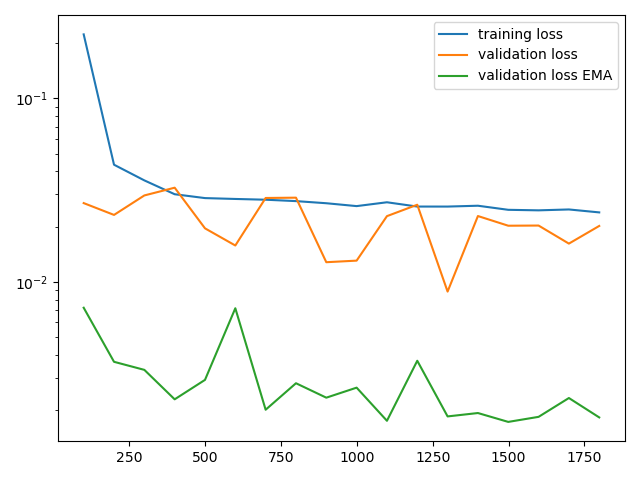 training loss
validation loss
validation loss EMA
10⁻¹
10⁻²
250 500 750 1000 1250 1500 1750